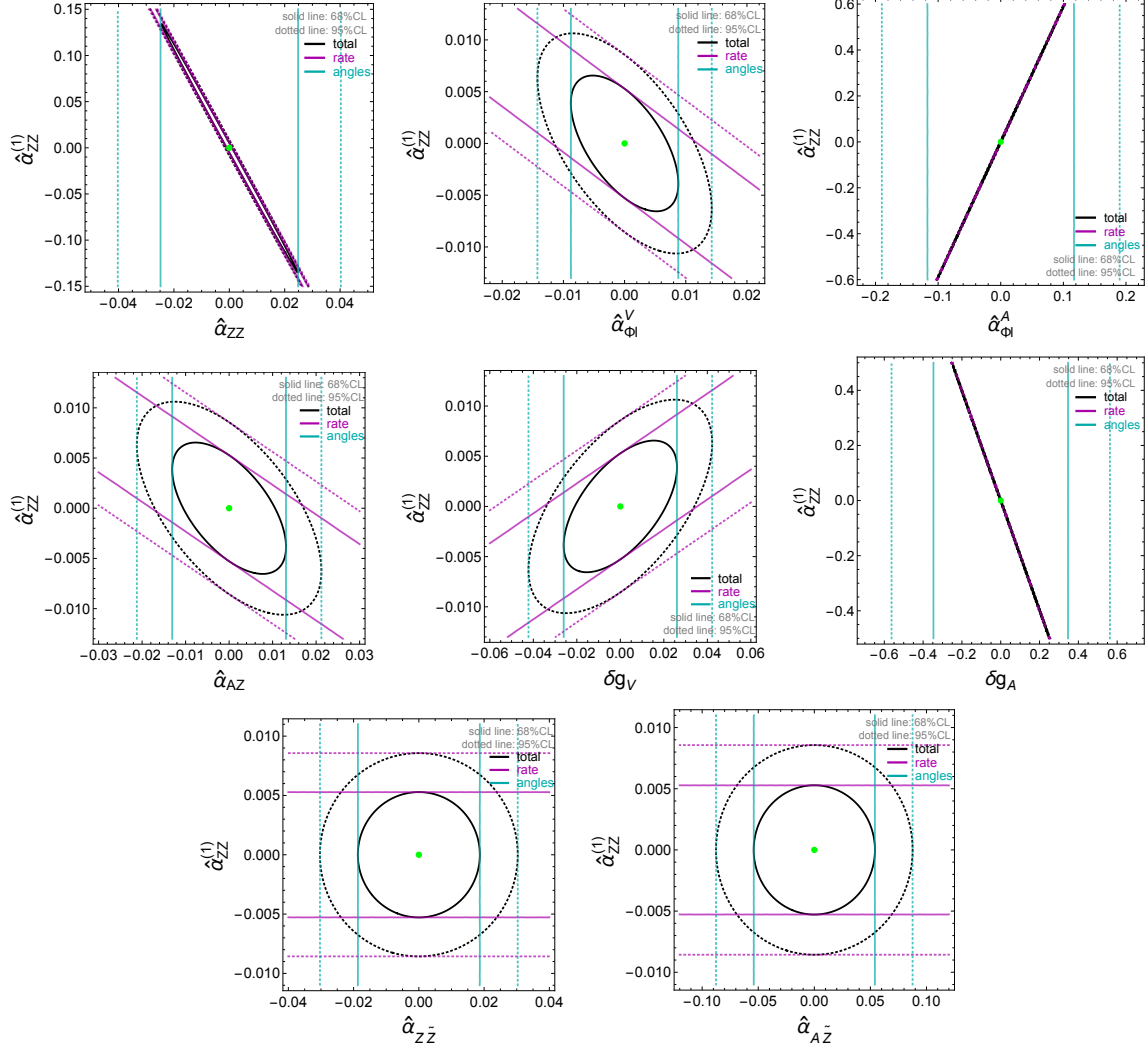 solid line: 68%CL
dotted line: 95%CL
total
rate
angles
0.15
0.10
0.05
0.00
−0.05
−0.10
−0.15
α̂_ZZ^(1)
−0.04 −0.02 0.00 0.02 0.04
α̂_ZZ
solid line: 68%CL
dotted line: 95%CL
total
rate
angles
0.010
0.005
0.000
−0.005
−0.010
α̂_ZZ^(1)
−0.02 −0.01 0.00 0.01 0.02
α̂_Φl^V
0.6
0.4
0.2
0.0
−0.2
−0.4
−0.6
α̂_ZZ^(1)
total
rate
angles
solid line: 68%CL
dotted line: 95%CL
−0.2 −0.1 0.0 0.1 0.2
α̂_Φl^A
solid line: 68%CL
dotted line: 95%CL
total
rate
angles
0.010
0.005
0.000
−0.005
−0.010
α̂_ZZ^(1)
−0.03 −0.02 −0.01 0.00 0.01 0.02 0.03
α̂_AZ
0.010
0.005
0.000
−0.005
−0.010
α̂_ZZ^(1)
total
rate
angles
solid line: 68%CL
dotted line: 95%CL
−0.06 −0.04 −0.02 0.00 0.02 0.04 0.06
δg_V
solid line: 68%CL
dotted line: 95%CL
total
rate
angles
0.4
0.2
0.0
−0.2
−0.4
α̂_ZZ^(1)
−0.6 −0.4 −0.2 0.0 0.2 0.4 0.6
δg_A
solid line: 68%CL
dotted line: 95%CL
total
rate
angles
0.010
0.005
0.000
−0.005
−0.010
α̂_ZZ^(1)
−0.04 −0.02 0.00 0.02 0.04
α̂_ZZ̃
solid line: 68%CL
dotted line: 95%CL
total
rate
angles
0.010
0.005
0.000
−0.005
−0.010
α̂_ZZ^(1)
−0.10 −0.05 0.00 0.05 0.10
α̂_AZ̃